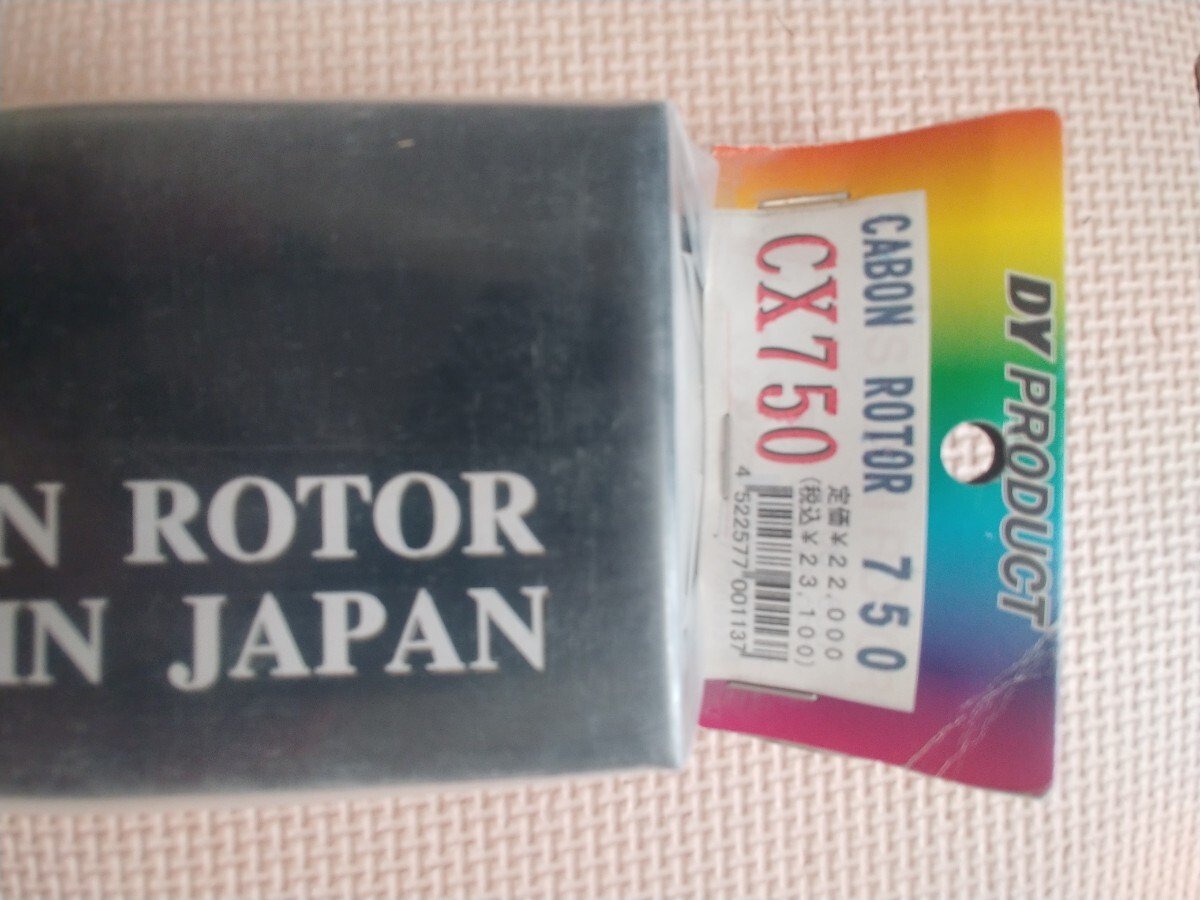 N ROTOR
IN JAPAN
DY PRODUCT
CABON ROTOR 750
CX750
定価¥22,000
(税込¥23,100)
4 522577 001137